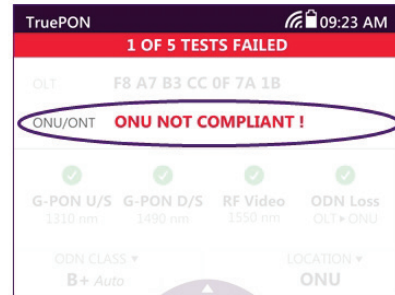 TruePON 09:23 AM
1 OF 5 TESTS FAILED
OLT F8 A7 B3 CC 0F 7A 1B
ONU/ONT ONU NOT COMPLIANT !
G-PON U/S G-PON D/S RF Video ODN Loss
1310 nm 1490 nm 1550 nm OLT ▸ ONU
ODN CLASS ▾ LOCATION ▾
B+ Auto ONU